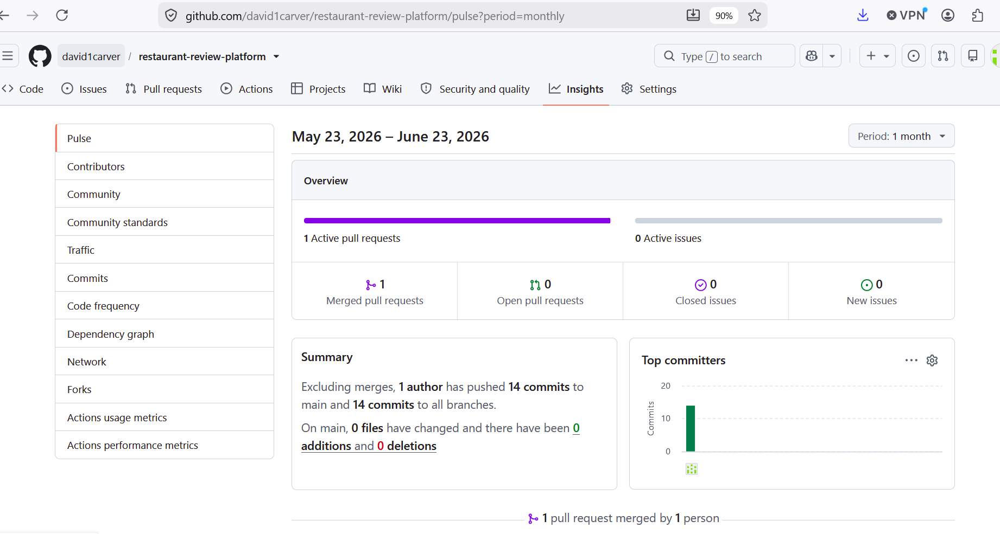 github.com/david1carver/restaurant-review-platform/pulse?period=monthly
90%
VPN
david1carver / restaurant-review-platform
Type / to search
Code
Issues
Pull requests
Actions
Projects
Wiki
Security and quality
Insights
Settings
Pulse
Contributors
Community
Community standards
Traffic
Commits
Code frequency
Dependency graph
Network
Forks
Actions usage metrics
Actions performance metrics
May 23, 2026 – June 23, 2026
Period: 1 month
Overview
1 Active pull requests
0 Active issues
1
Merged pull requests
0
Open pull requests
0
Closed issues
0
New issues
Summary
Excluding merges, 1 author has pushed 14 commits to
main and 14 commits to all branches.
On main, 0 files have changed and there have been 0
additions and 0 deletions
Top committers
20
10
0
Commits
1 pull request merged by 1 person